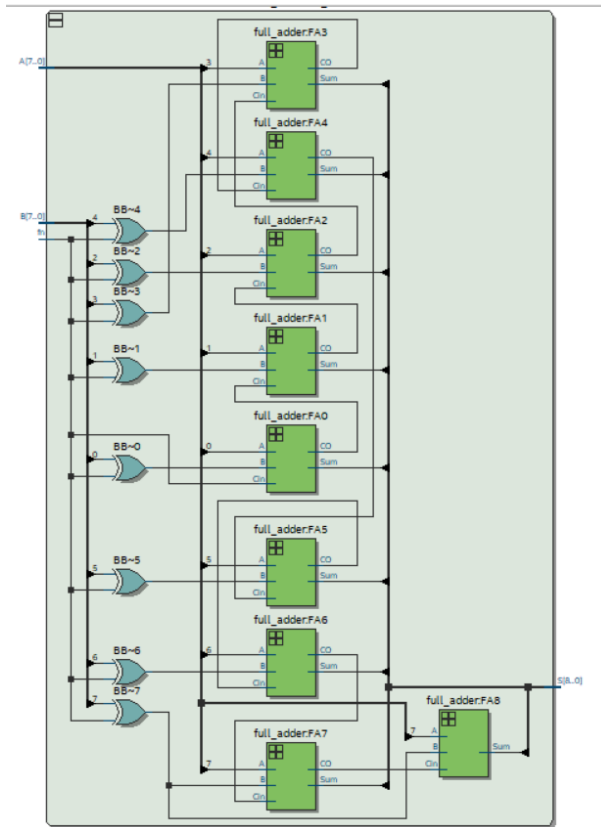 full_adder:FA3
3 A CO
B Sum
Cin
A[7..0]
full_adder:FA4
4 A CO
B Sum
Cin
B[7..0]
fn
BB~4
4
full_adder:FA2
2 A CO
B Sum
Cin
BB~2
2
BB~3
3
full_adder:FA1
1 A CO
B Sum
Cin
BB~1
1
full_adder:FA0
0 A CO
B Sum
Cin
BB~0
0
full_adder:FA5
5 A CO
B Sum
Cin
BB~5
5
full_adder:FA6
6 A CO
B Sum
Cin
BB~6
6
BB~7
7
S[8..0]
full_adder:FA8
7 A
B Sum
Cin
full_adder:FA7
7 A CO
B Sum
Cin